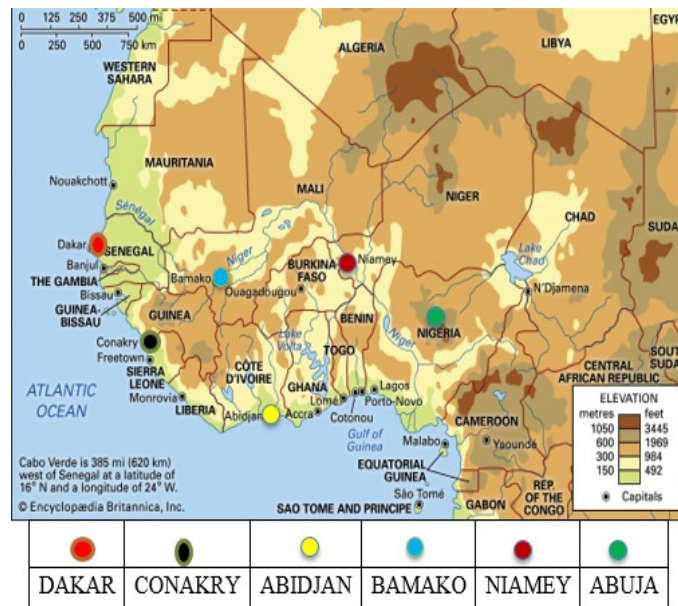 0 125 250 375 500 mi
0 250 500 750 km
EGYP
ALGERIA
LIBYA
WESTERN
SAHARA
MAURITANIA
Nouakchott
MALI
NIGER
CHAD
SUDA
Sénégal
Dakar
SENEGAL
Banjul
THE GAMBIA
Bissau
GUINEA-
BISSAU
Bamako
Niger
BURKINA
FASO
Niamey
Ouagadougou
Lake
Chad
N'Djamena
GUINEA
BENIN
NIGERIA
Niger
Conakry
Freetown
SIERRA
LEONE
CÔTE
D'IVOIRE
Lake
Volta
TOGO
GHANA
Monrovia
LIBERIA
Abidjan
Accra
Lomé
Cotonou
Porto-Novo
Lagos
Gulf of
Guinea
CENTRAL
AFRICAN REPUBLIC
SOUT
SUDA
ATLANTIC
OCEAN
CAMEROON
Malabo
Yaoundé
EQUATORIAL
GUINEA
São Tomé
SAO TOME AND PRINCIPE
GABON
REP.
OF THE
CONGO
ELEVATION
metres feet
1050 3445
600 1969
300 984
150 492
Capitals
Cabo Verde is 385 mi (620 km)
west of Senegal at a latitude of
16° N and a longitude of 24° W.
© Encyclopædia Britannica, Inc.
DAKAR CONAKRY ABIDJAN BAMAKO NIAMEY ABUJA